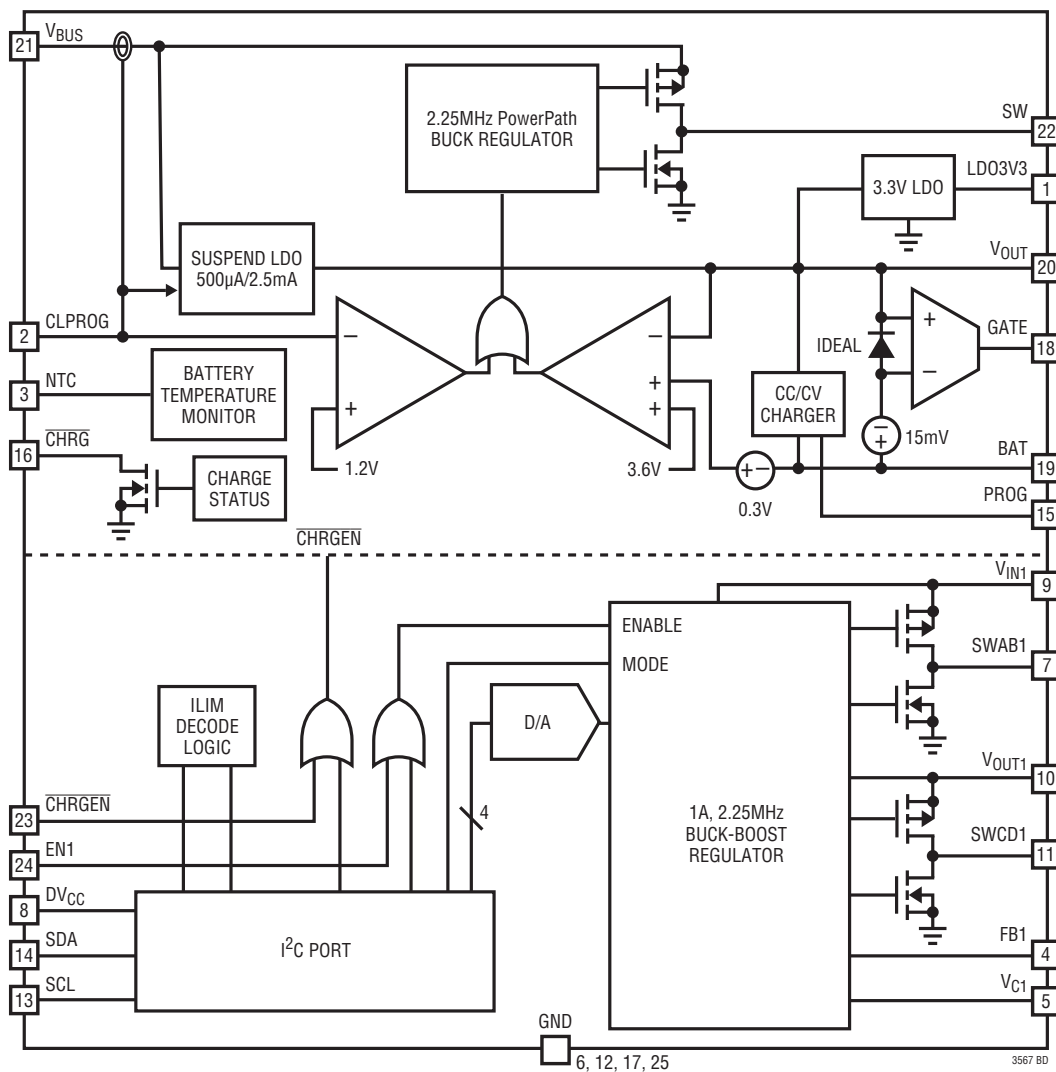 21
VBUS
2.25MHz PowerPath
BUCK REGULATOR
SW
22
LDO3V3
1
3.3V LDO
SUSPEND LDO
500µA/2.5mA
VOUT
20
CLPROG
2
–
+
1.2V
–
+
+
3.6V
IDEAL
+
–
GATE
18
NTC
3
BATTERY
TEMPERATURE
MONITOR
CC/CV
CHARGER
–
+
15mV
CHRG
16
CHARGE
STATUS
+–
0.3V
BAT
19
PROG
15
CHRGEN
VIN1
9
ENABLE
MODE
SWAB1
7
ILIM
DECODE
LOGIC
D/A
VOUT1
10
4
1A, 2.25MHz
BUCK-BOOST
REGULATOR
SWCD1
11
CHRGEN
23
EN1
24
DVCC
8
SDA
14
SCL
13
I2C PORT
FB1
4
VC1
5
GND
6, 12, 17, 25
3567 BD